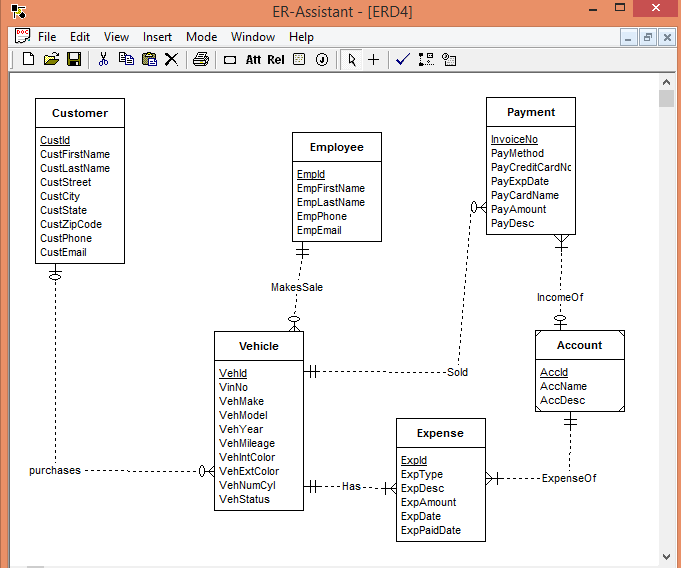 ER-Assistant - [ERD4]
File Edit View Insert Mode Window Help
Att Rel
Customer
CustId
CustFirstName
CustLastName
CustStreet
CustCity
CustState
CustZipCode
CustPhone
CustEmail
Employee
EmpId
EmpFirstName
EmpLastName
EmpPhone
EmpEmail
Payment
InvoiceNo
PayMethod
PayCreditCardNo
PayExpDate
PayCardName
PayAmount
PayDesc
MakesSale
IncomeOf
Vehicle
VehId
VinNo
VehMake
VehModel
VehYear
VehMileage
VehIntColor
VehExtColor
VehNumCyl
VehStatus
Account
AccId
AccName
AccDesc
Sold
Expense
ExpId
ExpType
ExpDesc
ExpAmount
ExpDate
ExpPaidDate
purchases
Has
ExpenseOf